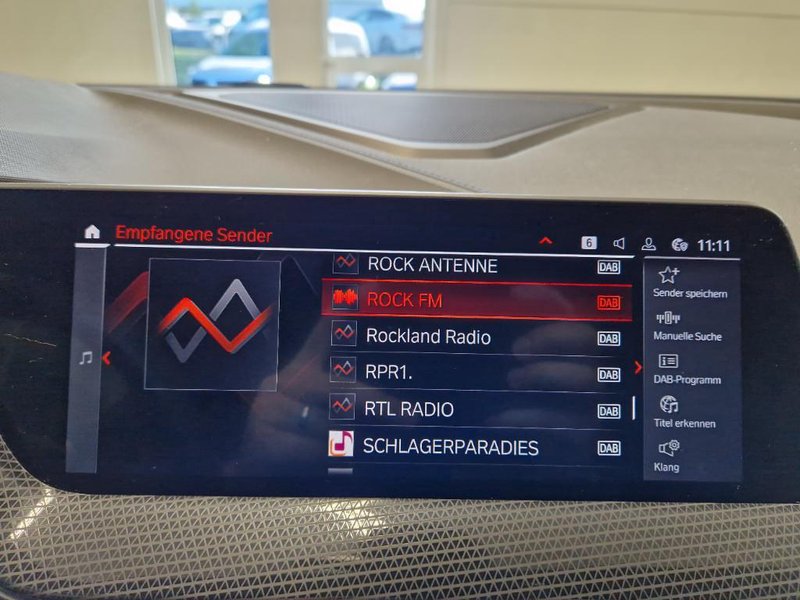 Empfangene Sender
6
11:11
ROCK ANTENNE DAB
ROCK FM DAB
Rockland Radio DAB
RPR1. DAB
RTL RADIO DAB
SCHLAGERPARADIES DAB
Sender speichern
Manuelle Suche
DAB-Programm
Titel erkennen
Klang